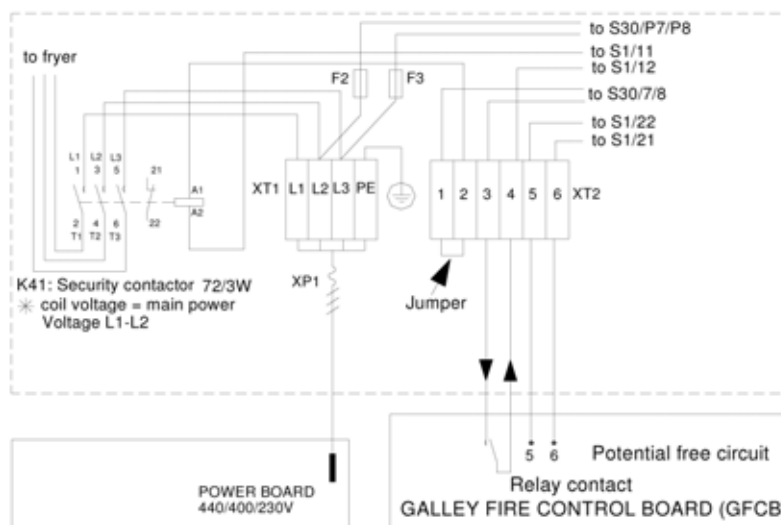 to S30/P7/P8
to S1/11
to S1/12
to fryer
F2
F3
to S30/7/8
to S1/22
to S1/21
L1 L2 L3
1 3 5 21
A1
XT1 L1 L2 L3 PE
1 2 3 4 5 6 XT2
A2
2 4 6 22
T1 T2 T3
XP1
K41: Security contactor 72/3W
Jumper
✳ coil voltage = main power
Voltage L1-L2
5 6 Potential free circuit
Relay contact
POWER BOARD
440/400/230V
GALLEY FIRE CONTROL BOARD (GFCB